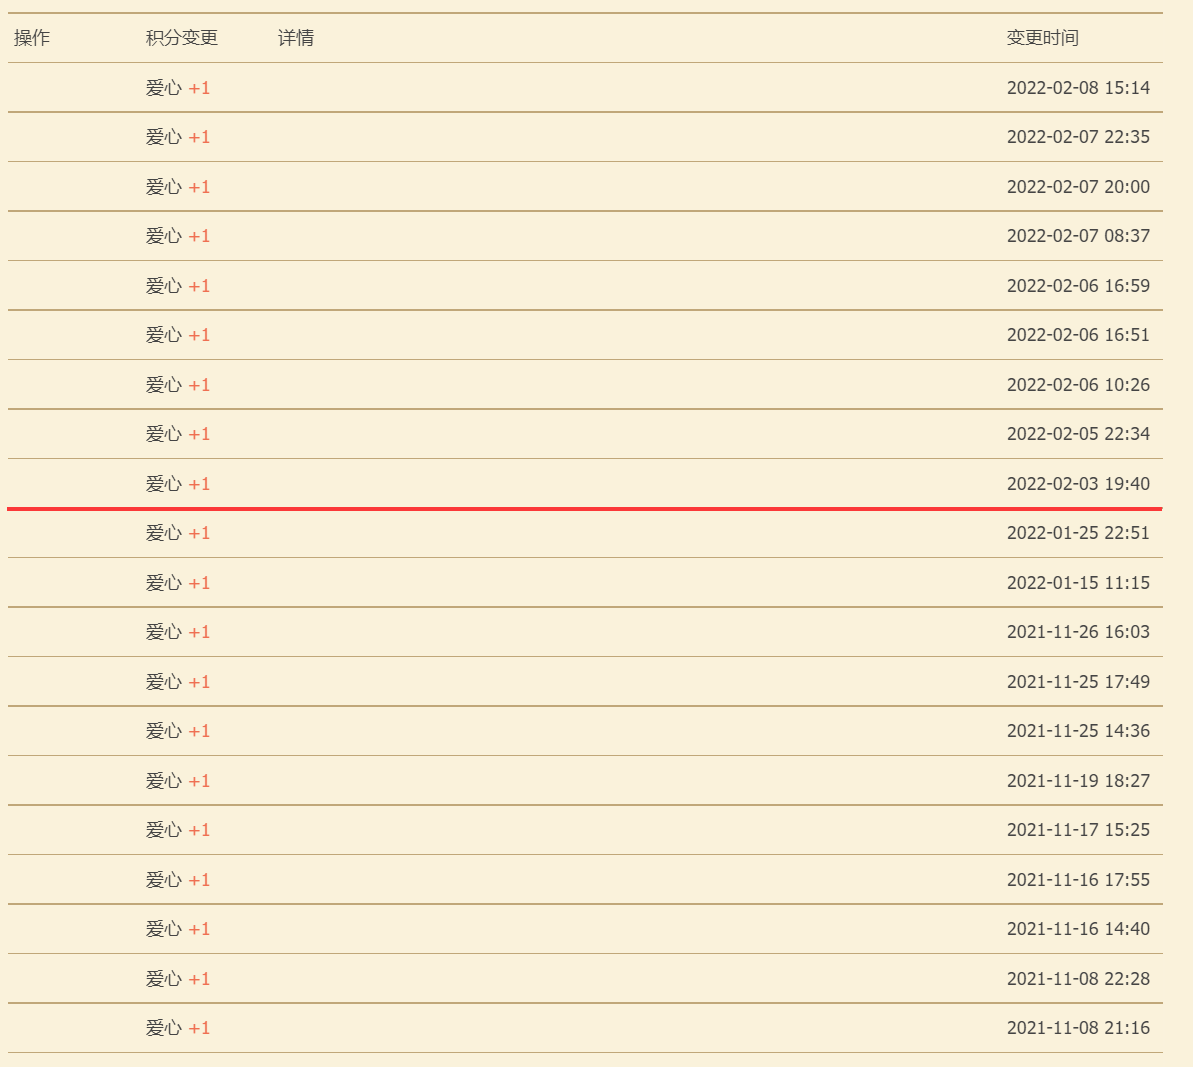 操作 积分变更 详情 变更时间
爱心 +1 2022-02-08 15:14
爱心 +1 2022-02-07 22:35
爱心 +1 2022-02-07 20:00
爱心 +1 2022-02-07 08:37
爱心 +1 2022-02-06 16:59
爱心 +1 2022-02-06 16:51
爱心 +1 2022-02-06 10:26
爱心 +1 2022-02-05 22:34
爱心 +1 2022-02-03 19:40
爱心 +1 2022-01-25 22:51
爱心 +1 2022-01-15 11:15
爱心 +1 2021-11-26 16:03
爱心 +1 2021-11-25 17:49
爱心 +1 2021-11-25 14:36
爱心 +1 2021-11-19 18:27
爱心 +1 2021-11-17 15:25
爱心 +1 2021-11-16 17:55
爱心 +1 2021-11-16 14:40
爱心 +1 2021-11-08 22:28
爱心 +1 2021-11-08 21:16